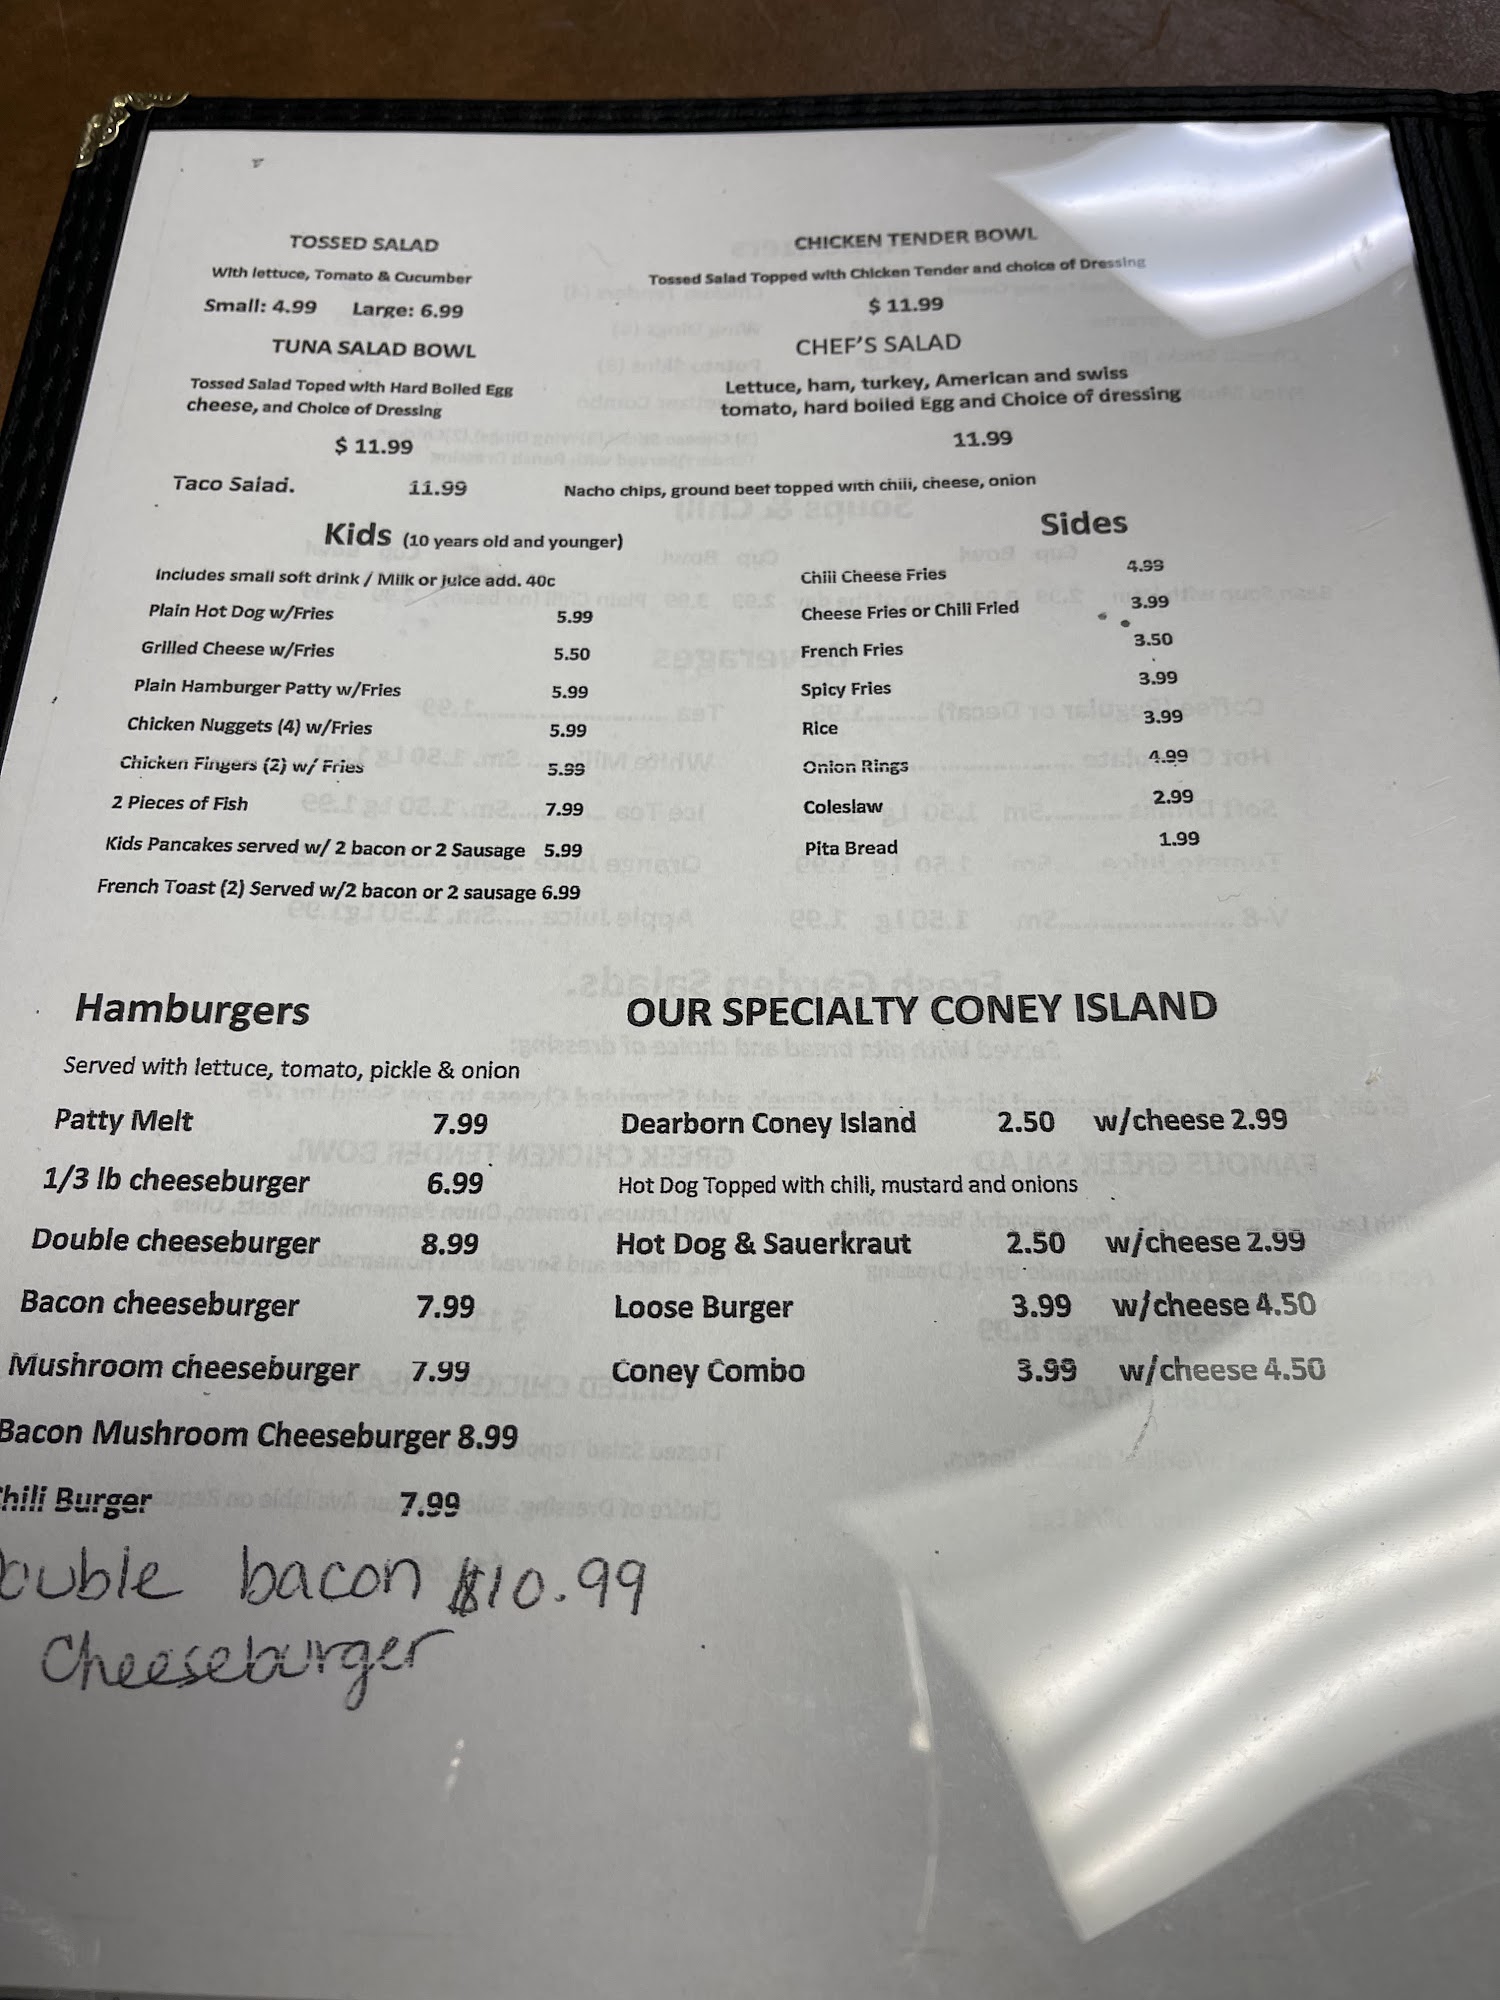 TOSSED SALAD
With lettuce, Tomato & Cucumber
Small: 4.99 Large: 6.99
TUNA SALAD BOWL
Tossed Salad Toped with Hard Boiled Egg
cheese, and Choice of Dressing
$ 11.99
CHICKEN TENDER BOWL
Tossed Salad Topped with Chicken Tender and choice of Dressing
$ 11.99
CHEF'S SALAD
Lettuce, ham, turkey, American and swiss
tomato, hard boiled Egg and Choice of dressing
11.99
Taco Salad. 11.99 Nacho chips, ground beef topped with chili, cheese, onion
Kids (10 years old and younger)
Includes small soft drink / Milk or juice add. 40c
Plain Hot Dog w/Fries 5.99
Grilled Cheese w/Fries 5.50
Plain Hamburger Patty w/Fries 5.99
Chicken Nuggets (4) w/Fries 5.99
Chicken Fingers (2) w/ Fries 5.99
2 Pieces of Fish 7.99
Kids Pancakes served w/ 2 bacon or 2 Sausage 5.99
French Toast (2) Served w/2 bacon or 2 sausage 6.99
Sides
Chili Cheese Fries 4.99
Cheese Fries or Chili Fried 3.99
French Fries 3.50
Spicy Fries 3.99
Rice 3.99
Onion Rings 4.99
Coleslaw 2.99
Pita Bread 1.99
Hamburgers
Served with lettuce, tomato, pickle & onion
Patty Melt 7.99
1/3 lb cheeseburger 6.99
Double cheeseburger 8.99
Bacon cheeseburger 7.99
Mushroom cheeseburger 7.99
Bacon Mushroom Cheeseburger 8.99
hili Burger 7.99
ouble bacon $10.99
Cheeseburger
OUR SPECIALTY CONEY ISLAND
Dearborn Coney Island 2.50 w/cheese 2.99
Hot Dog Topped with chili, mustard and onions
Hot Dog & Sauerkraut 2.50 w/cheese 2.99
Loose Burger 3.99 w/cheese 4.50
Coney Combo 3.99 w/cheese 4.50